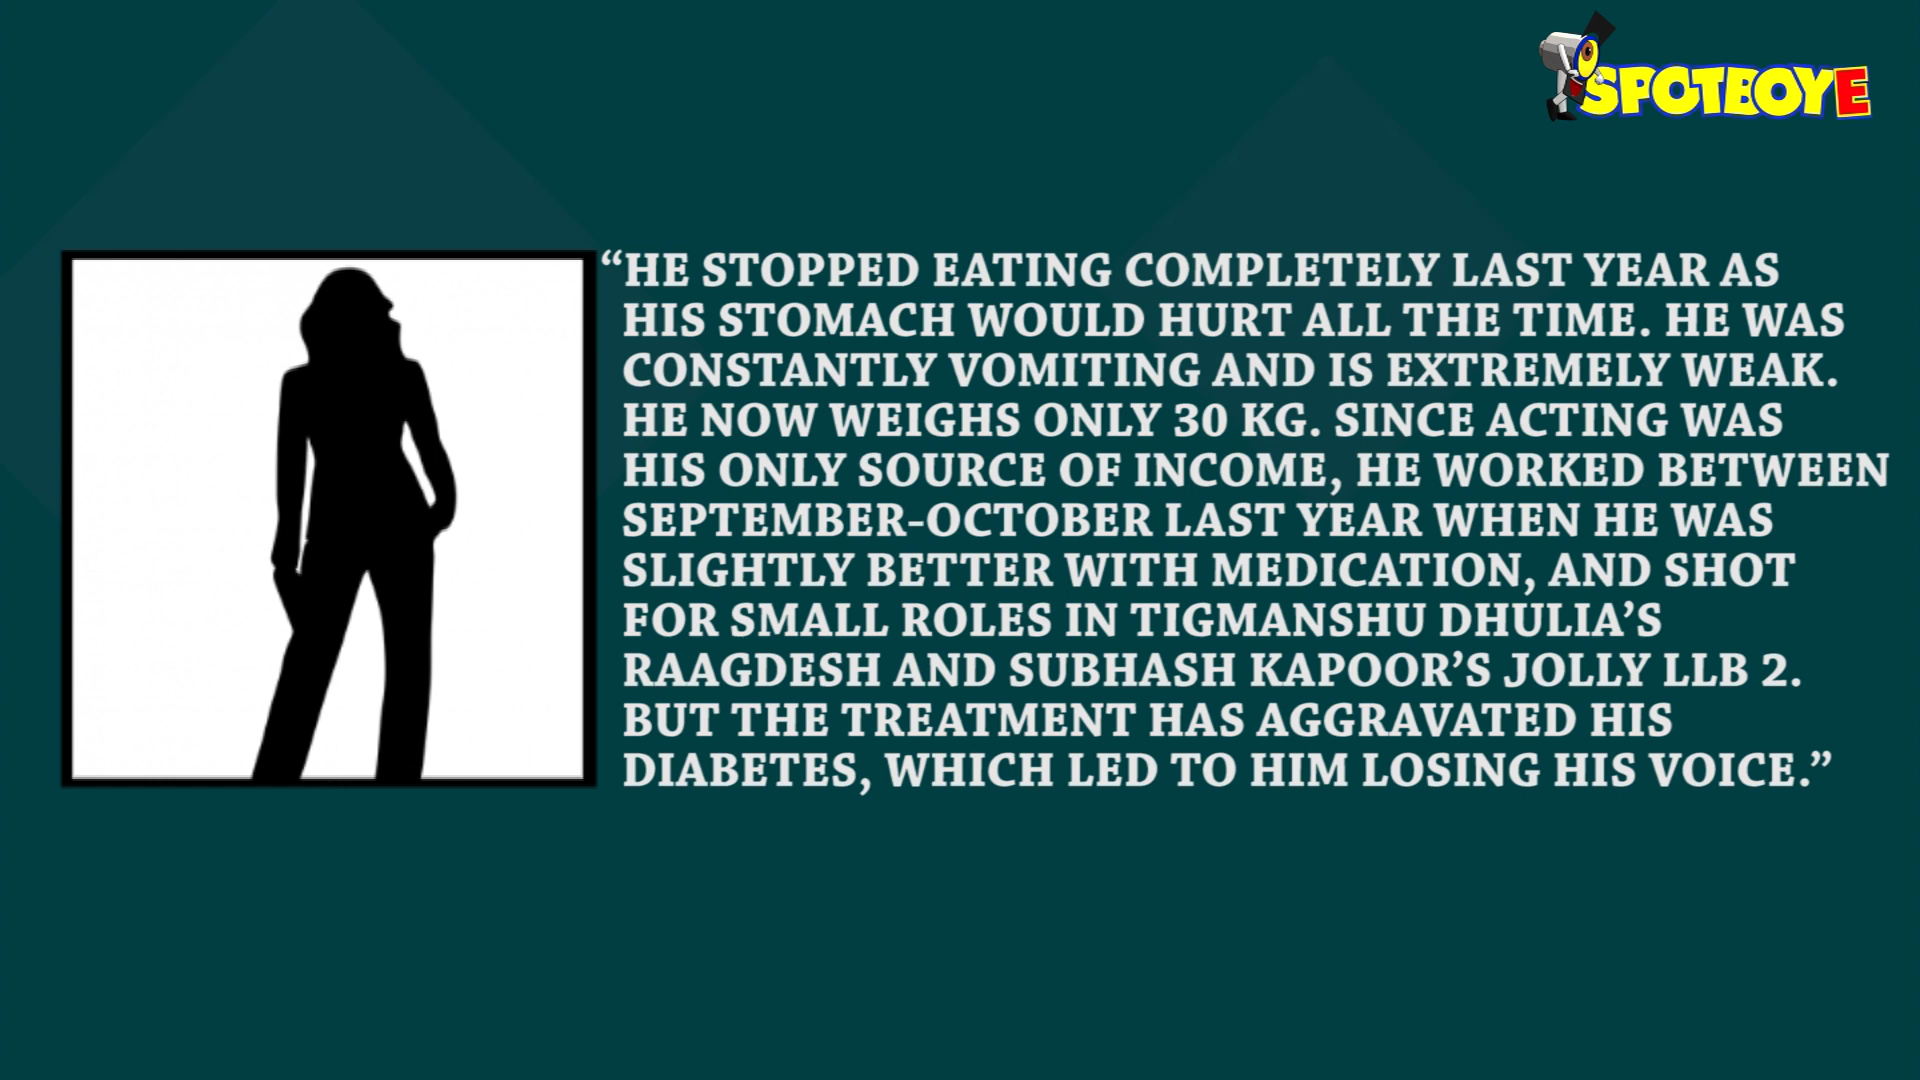 SPOTBOYE
“HE STOPPED EATING COMPLETELY LAST YEAR AS
HIS STOMACH WOULD HURT ALL THE TIME. HE WAS
CONSTANTLY VOMITING AND IS EXTREMELY WEAK.
HE NOW WEIGHS ONLY 30 KG. SINCE ACTING WAS
HIS ONLY SOURCE OF INCOME, HE WORKED BETWEEN
SEPTEMBER-OCTOBER LAST YEAR WHEN HE WAS
SLIGHTLY BETTER WITH MEDICATION, AND SHOT
FOR SMALL ROLES IN TIGMANSHU DHULIA’S
RAAGDESH AND SUBHASH KAPOOR’S JOLLY LLB 2.
BUT THE TREATMENT HAS AGGRAVATED HIS
DIABETES, WHICH LED TO HIM LOSING HIS VOICE.”